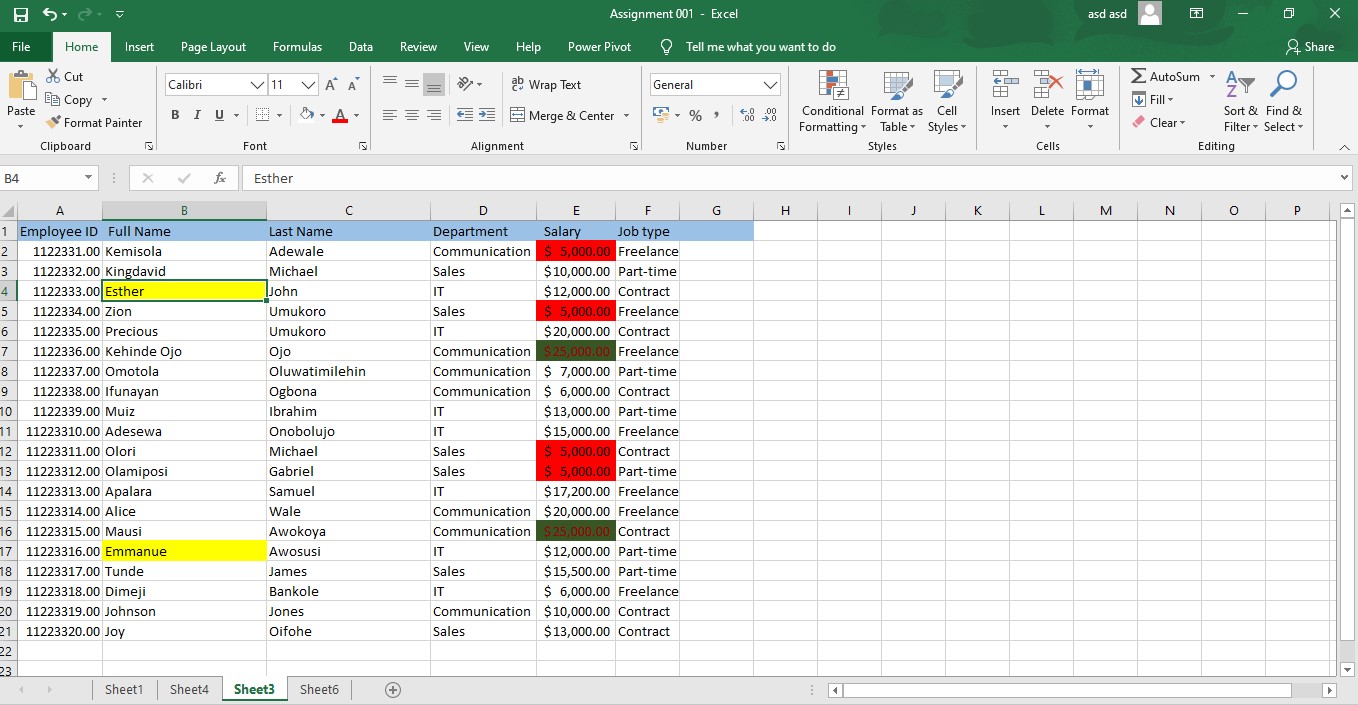 Assignment 001 - Excel
asd asd
File Home Insert Page Layout Formulas Data Review View Help Power Pivot Tell me what you want to do Share
Paste
Cut
Copy
Format Painter
Clipboard
Calibri 11
B I U A
Font
Wrap Text
Merge & Center
Alignment
General
% ,
Number
Conditional Formatting
Format as Table
Cell Styles
Styles
Insert Delete Format
Cells
AutoSum
Fill
Clear
Sort & Filter
Find & Select
Editing
B4 fx Esther
A B C D E F G H I J K L M N O P
1 Employee ID Full Name Last Name Department Salary Job type
2 1122331.00 Kemisola Adewale Communication $ 5,000.00 Freelance
3 1122332.00 Kingdavid Michael Sales $10,000.00 Part-time
4 1122333.00 Esther John IT $12,000.00 Contract
5 1122334.00 Zion Umukoro Sales $ 5,000.00 Freelance
6 1122335.00 Precious Umukoro IT $20,000.00 Contract
7 1122336.00 Kehinde Ojo Ojo Communication $25,000.00 Freelance
8 1122337.00 Omotola Oluwatimilehin Communication $ 7,000.00 Part-time
9 1122338.00 Ifunayan Ogbona Communication $ 6,000.00 Contract
10 1122339.00 Muiz Ibrahim IT $13,000.00 Part-time
11 11223310.00 Adesewa Onobolujo IT $15,000.00 Freelance
12 11223311.00 Olori Michael Sales $ 5,000.00 Contract
13 11223312.00 Olamiposi Gabriel Sales $ 5,000.00 Part-time
14 11223313.00 Apalara Samuel IT $17,200.00 Freelance
15 11223314.00 Alice Wale Communication $20,000.00 Freelance
16 11223315.00 Mausi Awokoya Communication $25,000.00 Contract
17 11223316.00 Emmanue Awosusi IT $12,000.00 Part-time
18 11223317.00 Tunde James Sales $15,500.00 Part-time
19 11223318.00 Dimeji Bankole IT $ 6,000.00 Freelance
20 11223319.00 Johnson Jones Communication $10,000.00 Contract
21 11223320.00 Joy Oifohe Sales $13,000.00 Contract
22
23
Sheet1 Sheet4 Sheet3 Sheet6